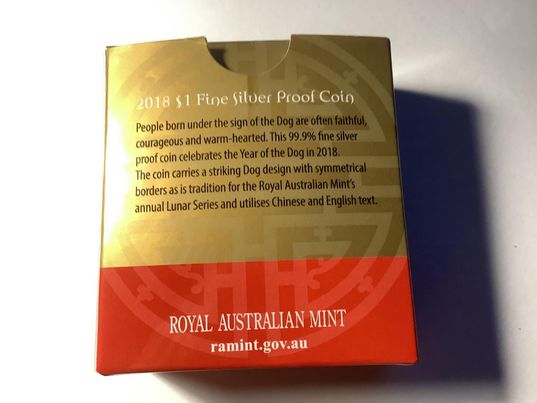 2018 $1 Fine Silver Proof Coin
People born under the sign of the Dog are often faithful,
courageous and warm-hearted. This 99.9% fine silver
proof coin celebrates the Year of the Dog in 2018.
The coin carries a striking Dog design with symmetrical
borders as is tradition for the Royal Australian Mint's
annual Lunar Series and utilises Chinese and English text.
ROYAL AUSTRALIAN MINT
ramint.gov.au